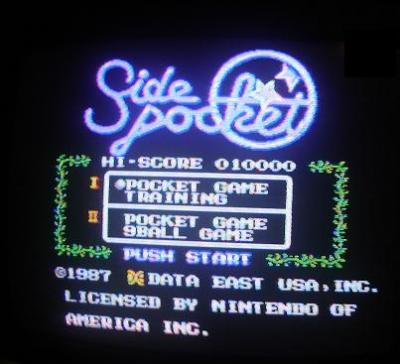 Side
Pocket
HI-SCORE 010000
I
POCKET GAME
TRAINING
II
POCKET GAME
9BALL GAME
PUSH START
©1987 DATA EAST USA,INC.
LICENSED BY NINTENDO OF
AMERICA INC.